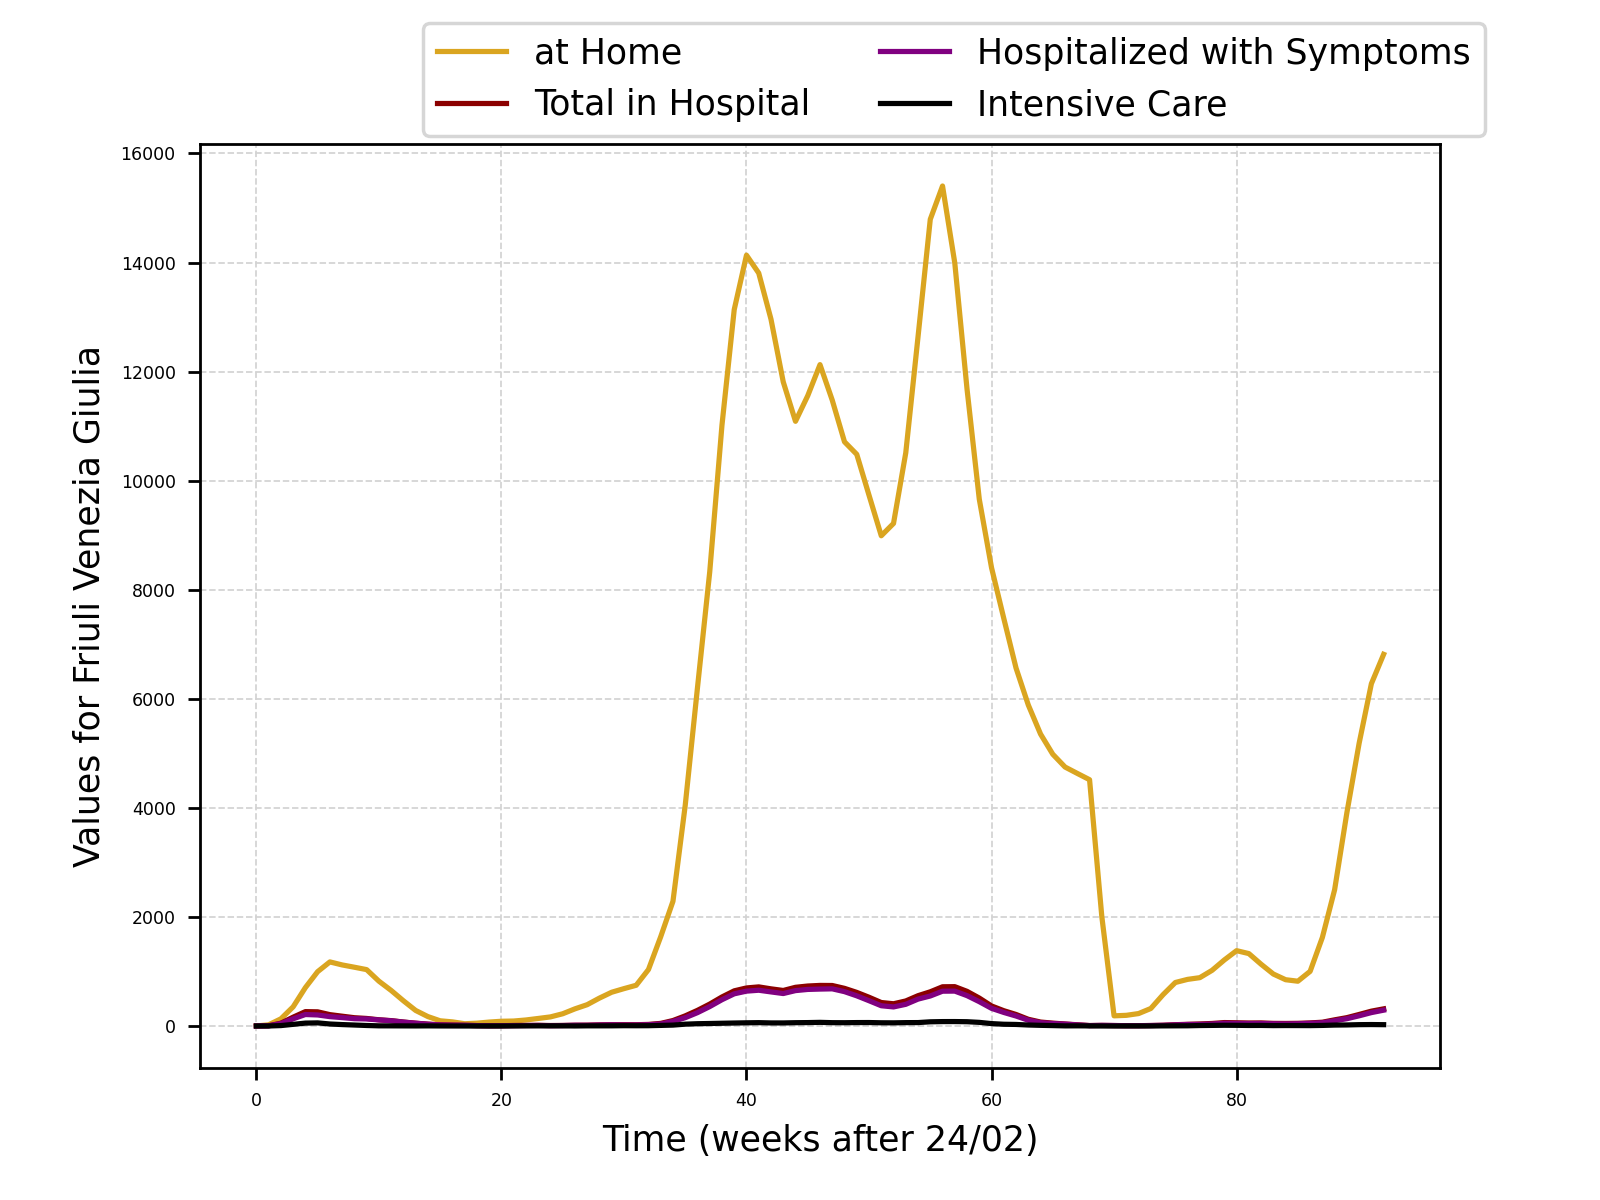 at Home
Total in Hospital
Hospitalized with Symptoms
Intensive Care
Values for Friuli Venezia Giulia
16000
14000
12000
10000
8000
6000
4000
2000
0
0 20 40 60 80
Time (weeks after 24/02)